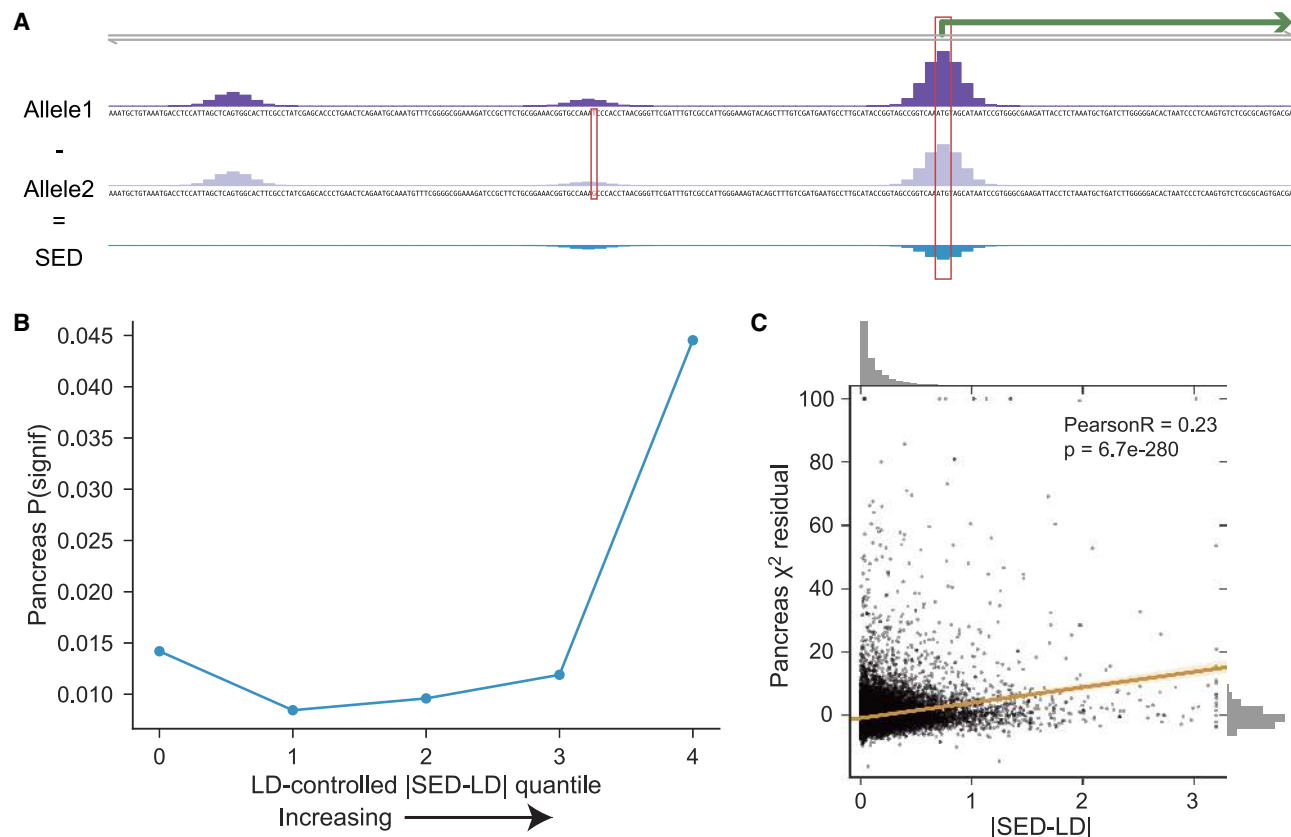 A
Allele1
AAATGCTGTAAATGACCTCCATTAGCTCAGTGGCACTTCGCCTATCGAGCACCCTGAACTCAGAATGCAAATGTTTCGGGGCGGAAAGATCCGCTTCTGCGGAAACGGTGCCAAATCCCACCTAACGGGTTCGATTTGTCGCCATTGGGAAAGTACAGCTTTGTCGATGAATGCCTTGCATACCGGTAGCCGGTCAAATGTAGCATAATCCGTGGGCGAAGATTACCTCTAAATGCTGATCTTGGGGGACACTAATCCCTCAAGTGTCTCGCGCAGTGACGA
-
Allele2
AAATGCTGTAAATGACCTCCATTAGCTCAGTGGCACTTCGCCTATCGAGCACCCTGAACTCAGAATGCAAATGTTTCGGGGCGGAAAGATCCGCTTCTGCGGAAACGGTGCCAAAGCCCACCTAACGGGTTCGATTTGTCGCCATTGGGAAAGTACAGCTTTGTCGATGAATGCCTTGCATACCGGTAGCCGGTCAAATGTAGCATAATCCGTGGGCGAAGATTACCTCTAAATGCTGATCTTGGGGGACACTAATCCCTCAAGTGTCTCGCGCAGTGACGA
=
SED
B
Pancreas P(signif)
0.045
0.040
0.035
0.030
0.025
0.020
0.015
0.010
0 1 2 3 4
LD-controlled |SED-LD| quantile
Increasing
C
PearsonR = 0.23
p = 6.7e-280
Pancreas χ² residual
100
80
60
40
20
0
0 1 2 3
|SED-LD|